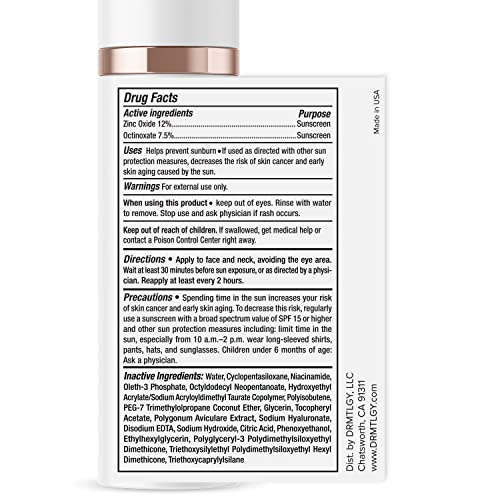 Drug Facts
Active ingredients Purpose
Zinc Oxide 12%......................................................Sunscreen
Octinoxate 7.5%....................................................Sunscreen
Uses Helps prevent sunburn • If used as directed with other sun
protection measures, decreases the risk of skin cancer and early
skin aging caused by the sun.
Warnings For external use only.
When using this product • keep out of eyes. Rinse with water
to remove. Stop use and ask physician if rash occurs.
Keep out of reach of children. If swallowed, get medical help or
contact a Poison Control Center right away.
Directions • Apply to face and neck, avoiding the eye area.
Wait at least 30 minutes before sun exposure, or as directed by a physi-
cian. Reapply at least every 2 hours.
Precautions • Spending time in the sun increases your risk
of skin cancer and early skin aging. To decrease this risk, regularly
use a sunscreen with a broad spectrum value of SPF 15 or higher
and other sun protection measures including: limit time in the
sun, especially from 10 a.m.–2 p.m. wear long-sleeved shirts,
pants, hats, and sunglasses. Children under 6 months of age:
Ask a physician.
Inactive Ingredients: Water, Cyclopentasiloxane, Niacinamide,
Oleth-3 Phosphate, Octyldodecyl Neopentanoate, Hydroxyethyl
Acrylate/Sodium Acryloyldimethyl Taurate Copolymer, Polyisobutene,
PEG-7 Trimethylolpropane Coconut Ether, Glycerin, Tocopheryl
Acetate, Polygonum Aviculare Extract, Sodium Hyaluronate,
Disodium EDTA, Sodium Hydroxide, Citric Acid, Phenoxyethanol,
Ethylhexylglycerin, Polyglyceryl-3 Polydimethylsiloxyethyl
Dimethicone, Triethoxysilylethyl Polydimethylsiloxyethyl Hexyl
Dimethicone, Triethoxycaprylylsilane
Made in USA
Dist. by DRMTLGY, LLC
Chatsworth, CA 91311
www.DRMTLGY.com